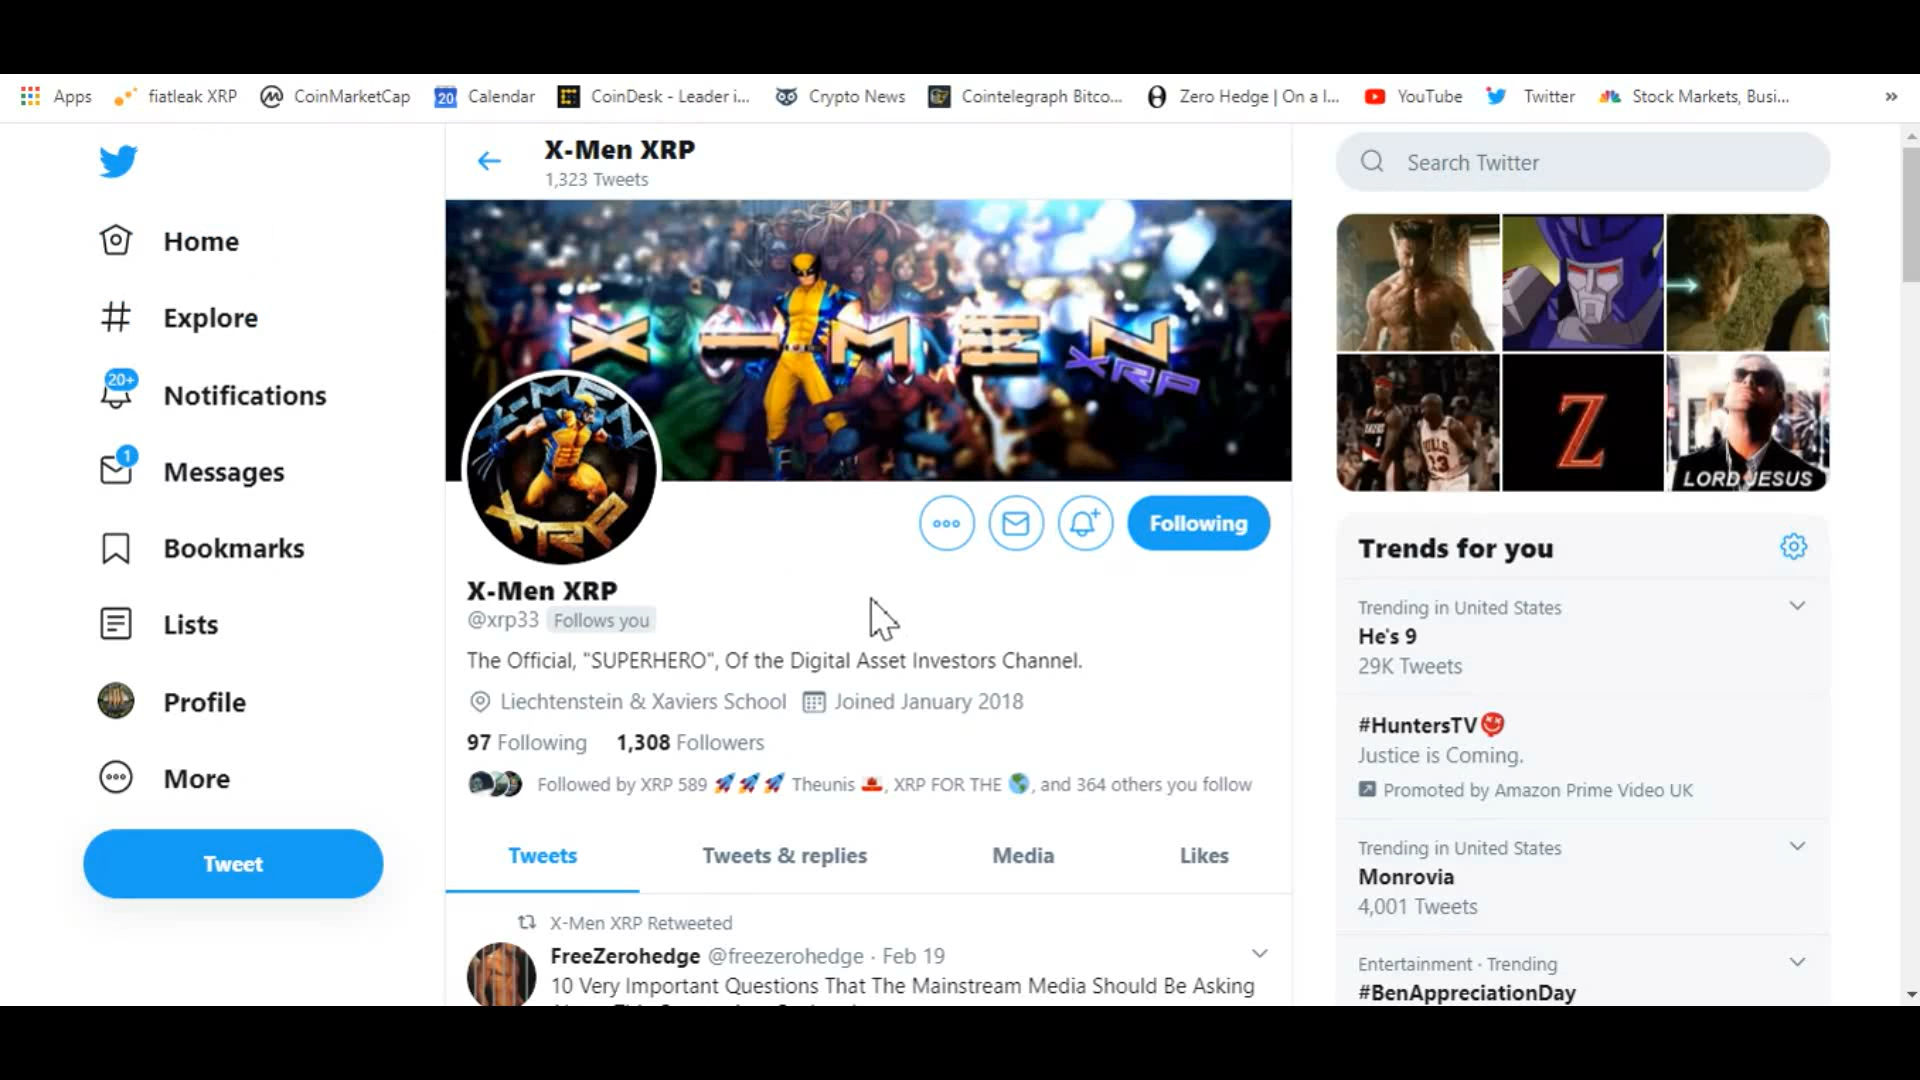 Apps
fiatleak XRP
CoinMarketCap
20
Calendar
CoinDesk - Leader i...
Crypto News
Cointelegraph Bitco...
Zero Hedge | On a l...
YouTube
Twitter
Stock Markets, Busi...
»
Home
Explore
20+
Notifications
1
Messages
Bookmarks
Lists
Profile
More
Tweet
X-Men XRP
1,323 Tweets
X-MEN
XRP
X-MEN
XRP
Following
X-Men XRP
@xrp33 Follows you
The Official, "SUPERHERO", Of the Digital Asset Investors Channel.
Liechtenstein & Xaviers School Joined January 2018
97 Following 1,308 Followers
Followed by XRP 589 🚀🚀🚀 Theunis, XRP FOR THE 🌎, and 364 others you follow
Tweets
Tweets & replies
Media
Likes
X-Men XRP Retweeted
FreeZerohedge @freezerohedge · Feb 19
10 Very Important Questions That The Mainstream Media Should Be Asking
Search Twitter
BULLS
Z
LORD JESUS
Trends for you
Trending in United States
He's 9
29K Tweets
#HuntersTV
Justice is Coming.
Promoted by Amazon Prime Video UK
Trending in United States
Monrovia
4,001 Tweets
Entertainment · Trending
#BenAppreciationDay